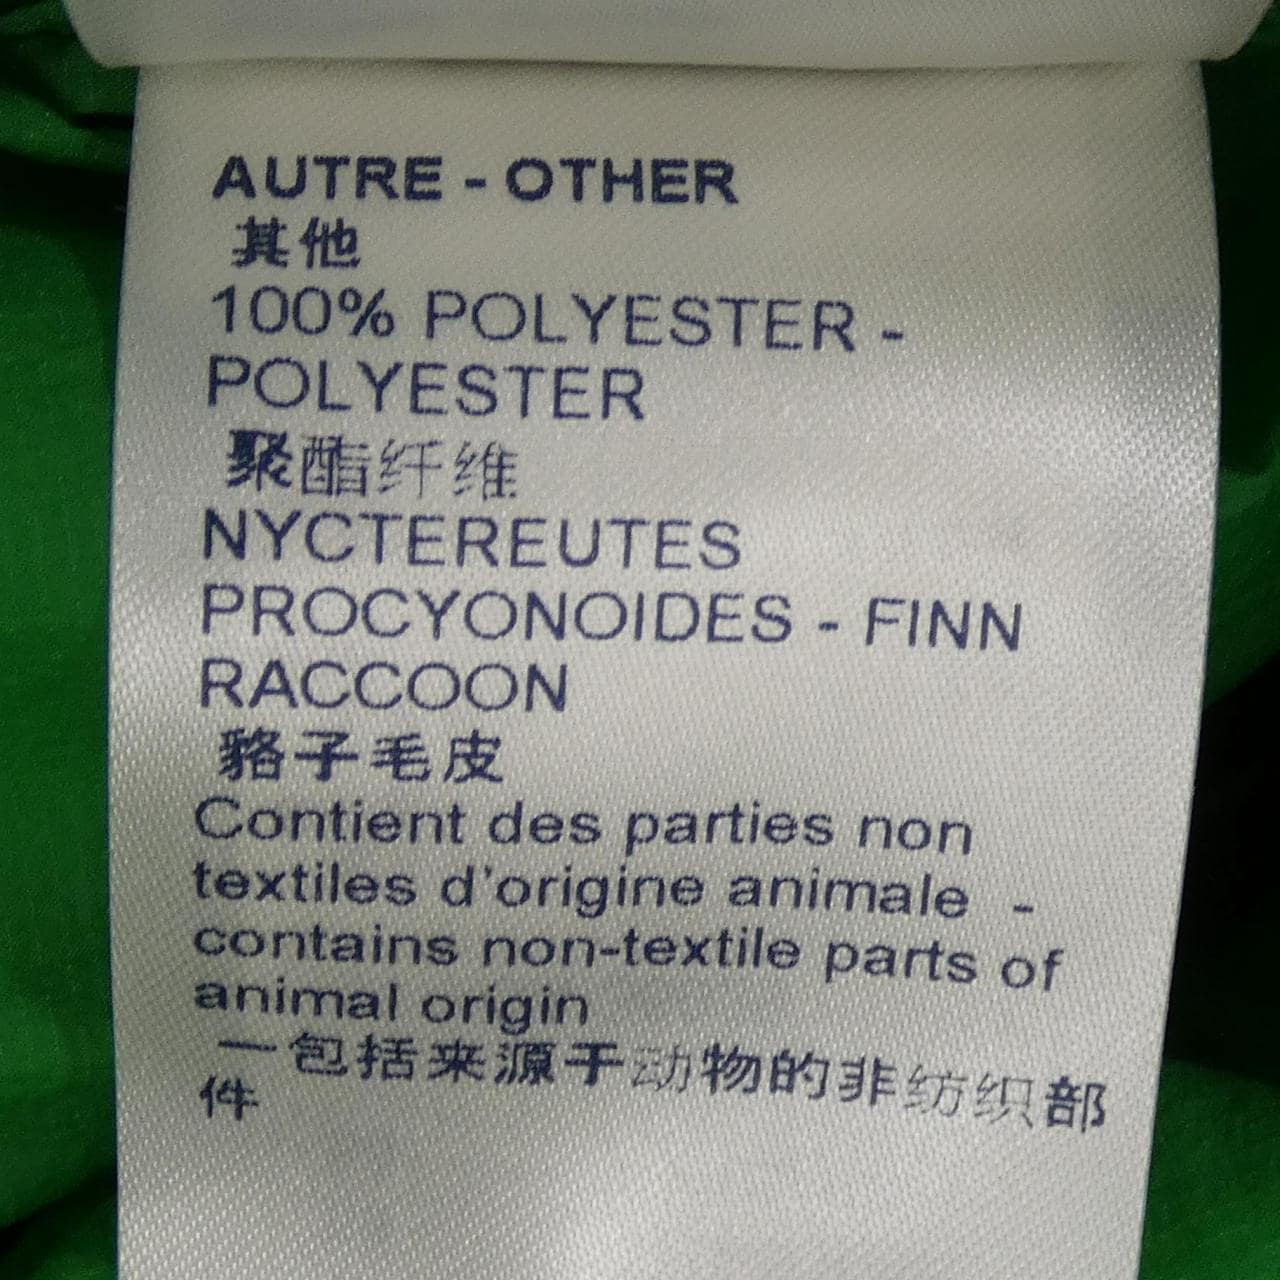 AUTRE - OTHER
其他
100% POLYESTER -
POLYESTER
聚酯纤维
NYCTEREUTES
PROCYONOIDES - FINN
RACCOON
貉子毛皮
Contient des parties non
textiles d'origine animale -
contains non-textile parts of
animal origin
一包括来源于动物的非纺织部
件